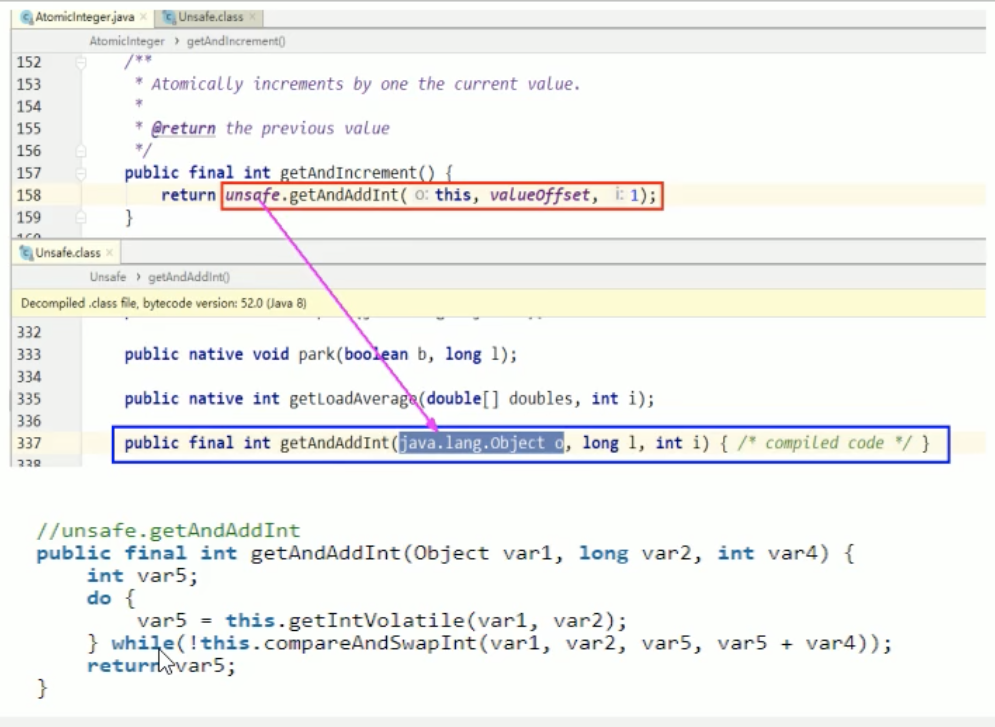 AtomicInteger.java × Unsafe.class ×
AtomicInteger › getAndIncrement()
152 /**
153 * Atomically increments by one the current value.
154 *
155 * @return the previous value
156 */
157 public final int getAndIncrement() {
158 return unsafe.getAndAddInt( o: this, valueOffset, i: 1);
159 }
Unsafe.class ×
Unsafe › getAndAddInt()
Decompiled .class file, bytecode version: 52.0 (Java 8)
332
333 public native void park(boolean b, long l);
334
335 public native int getLoadAverage(double[] doubles, int i);
336
337 public final int getAndAddInt(java.lang.Object o, long l, int i) { /* compiled code */ }
338
//unsafe.getAndAddInt
public final int getAndAddInt(Object var1, long var2, int var4) {
int var5;
do {
var5 = this.getIntVolatile(var1, var2);
} while(!this.compareAndSwapInt(var1, var2, var5, var5 + var4));
return var5;
}